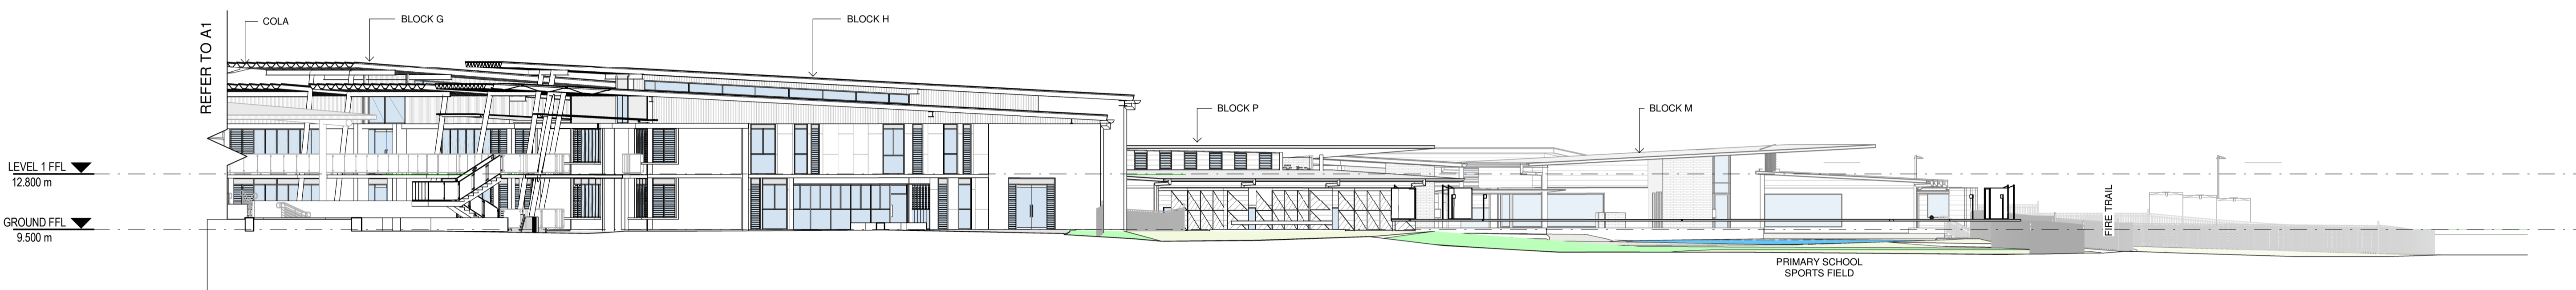 REFER TO A1
COLA
BLOCK G
BLOCK H
BLOCK P
BLOCK M
LEVEL 1 FFL
12.800 m
GROUND FFL
9.500 m
FIRE TRAIL
PRIMARY SCHOOL
SPORTS FIELD